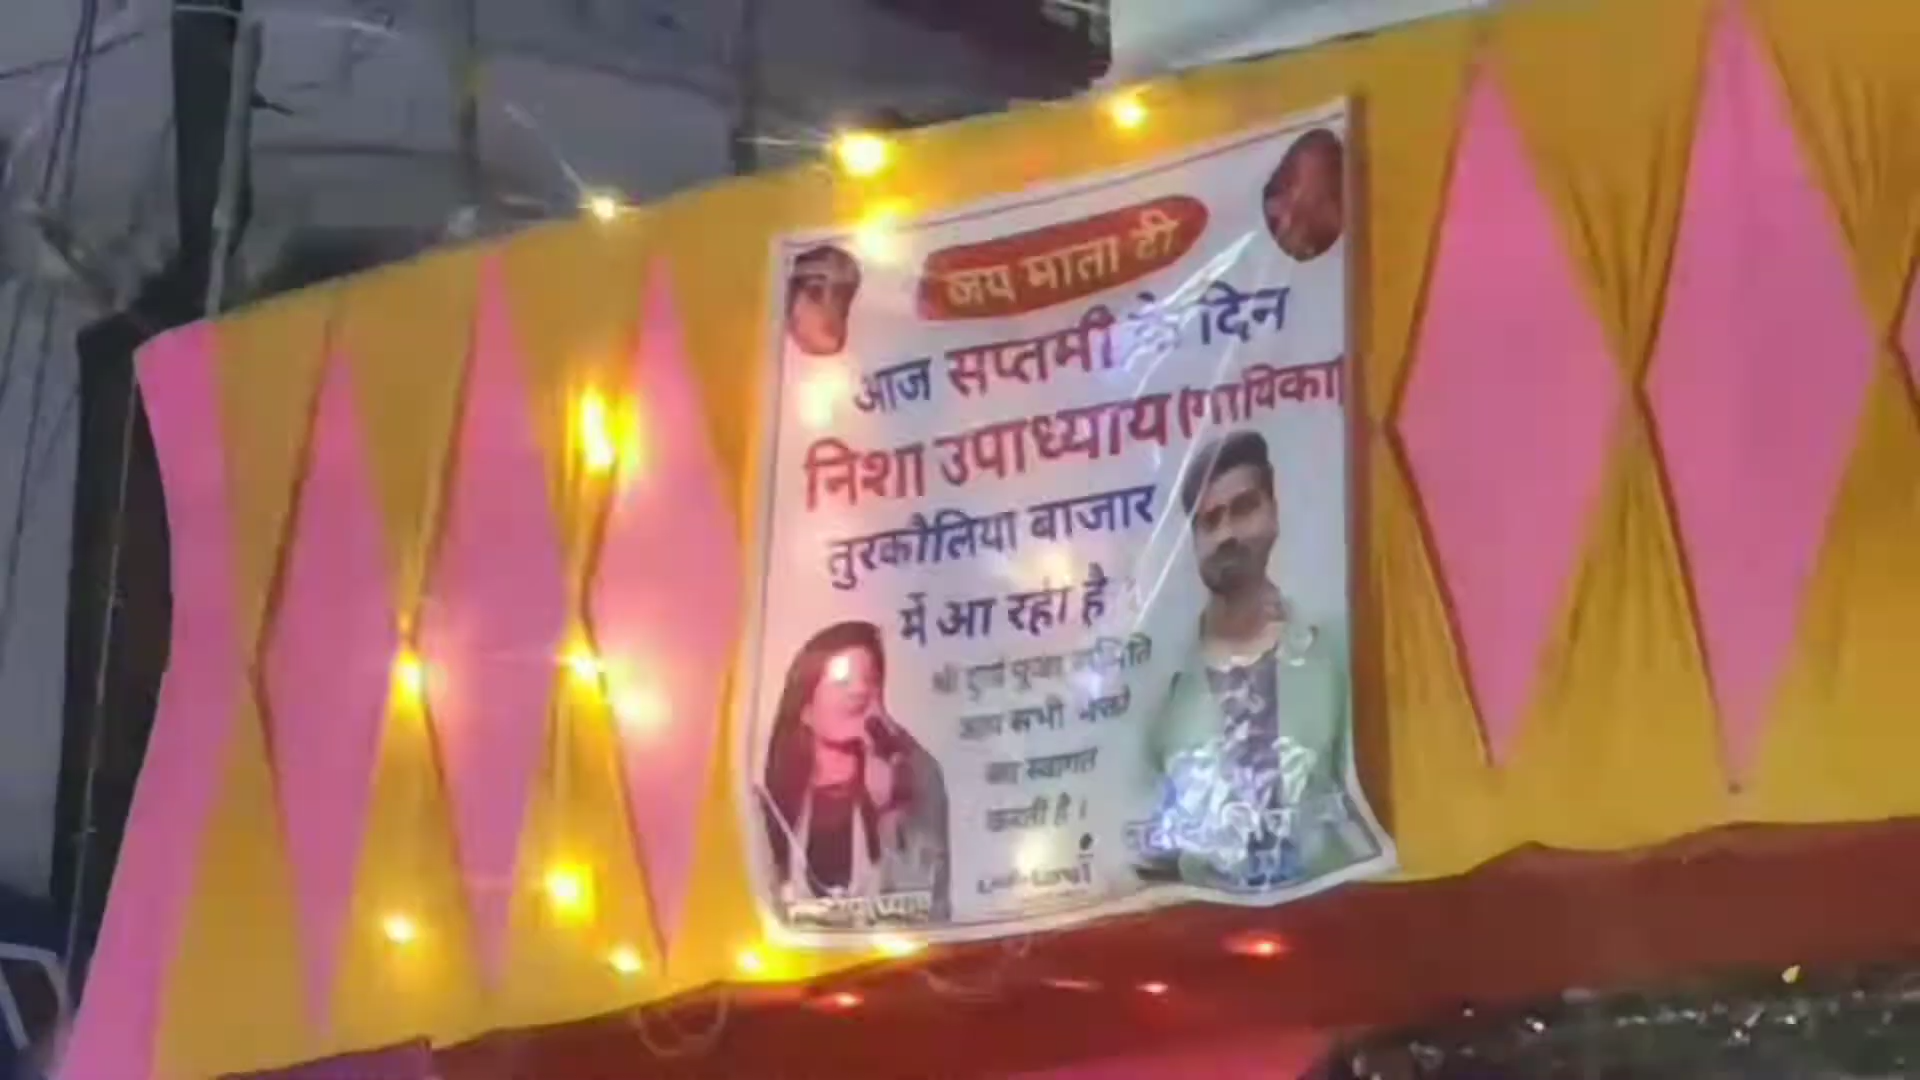 जय माता दी
आज सप्तमी के दिन
निशा उपाध्याय (गायिका)
तुरकौलिया बाजार
में आ रहा है
श्री दुर्गा पूजा समिति
आप सभी भक्तो
का स्वागत
करती है।